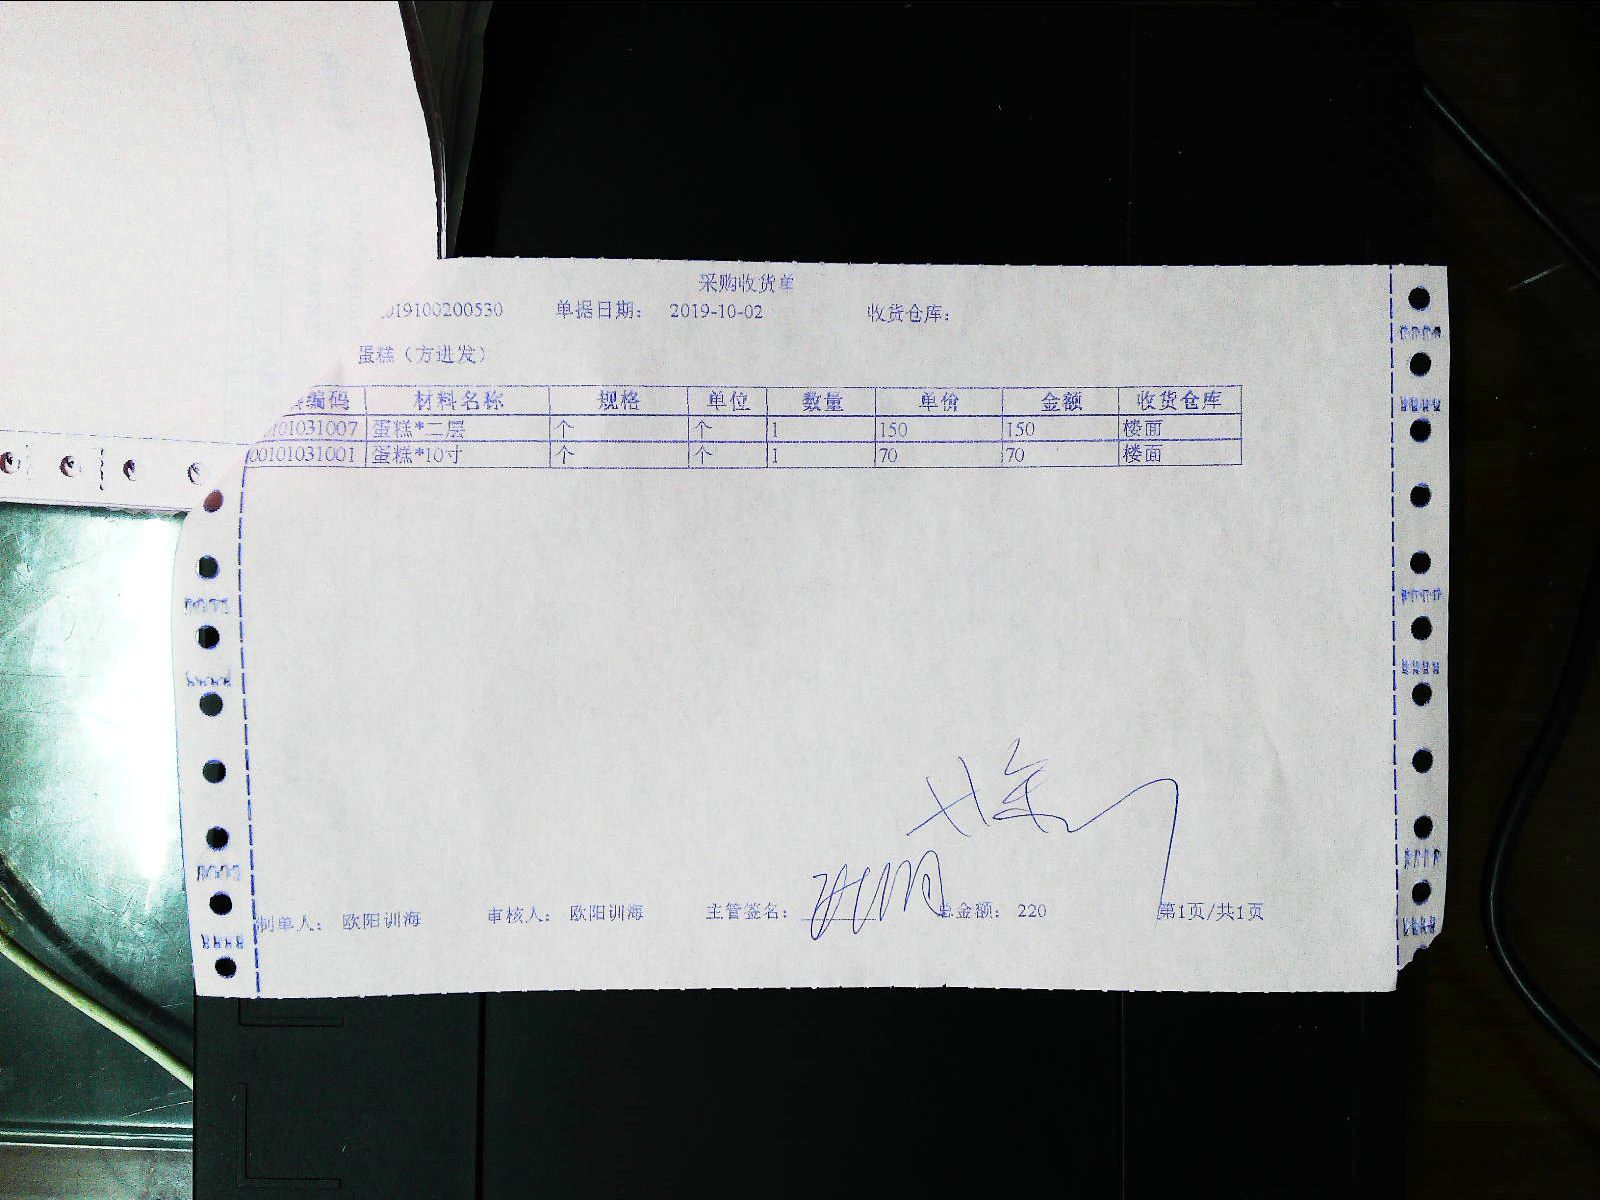 采购收货单
19100200530 单据日期： 2019-10-02 收货仓库：
蛋糕（方进发）
编码 材料名称 规格 单位 数量 单价 金额 收货仓库
0101031007 蛋糕*二层 个 个 1 150 150 楼面
00101031001 蛋糕*10寸 个 个 1 70 70 楼面
制单人： 欧阳训海 审核人： 欧阳训海 主管签名： 总金额： 220 第1页/共1页